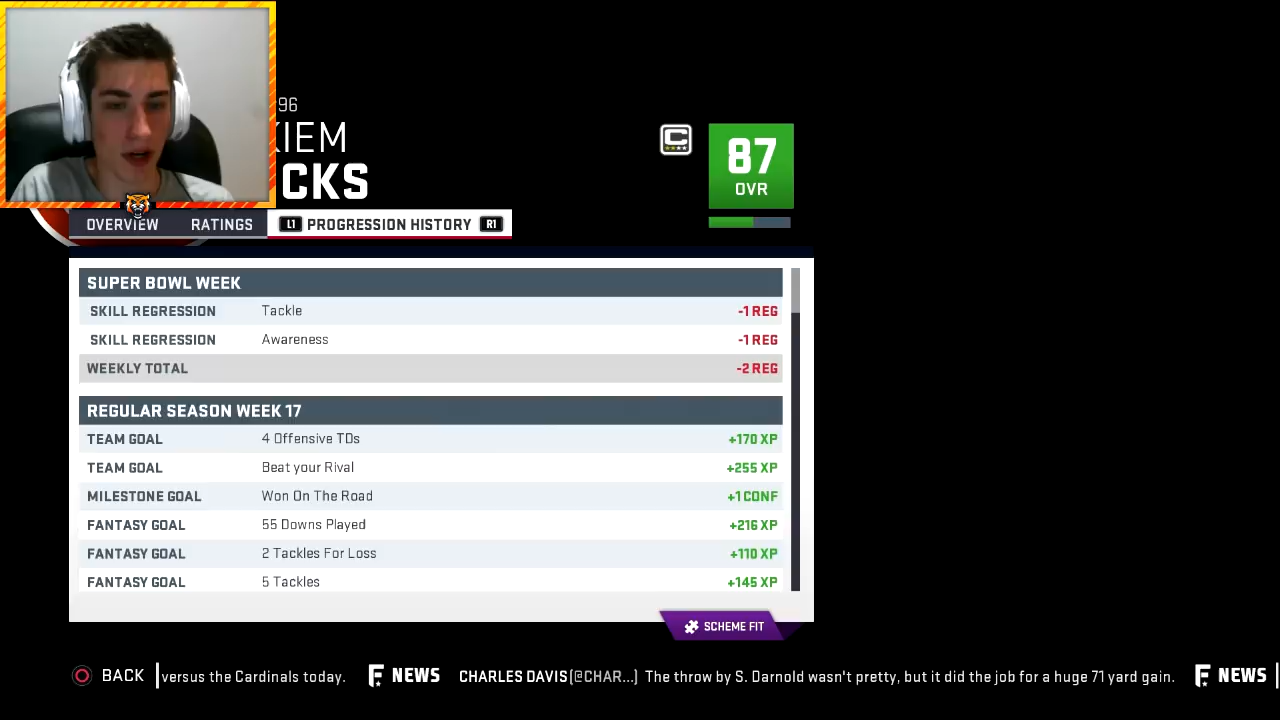 96
KIEM
CKS
C
87
OVR
OVERVIEW RATINGS L1 PROGRESSION HISTORY R1
SUPER BOWL WEEK
SKILL REGRESSION Tackle -1 REG
SKILL REGRESSION Awareness -1 REG
WEEKLY TOTAL -2 REG
REGULAR SEASON WEEK 17
TEAM GOAL 4 Offensive TDs +170 XP
TEAM GOAL Beat your Rival +255 XP
MILESTONE GOAL Won On The Road +1 CONF
FANTASY GOAL 55 Downs Played +216 XP
FANTASY GOAL 2 Tackles For Loss +110 XP
FANTASY GOAL 5 Tackles +145 XP
SCHEME FIT
BACK versus the Cardinals today. F NEWS CHARLES DAVIS(@CHAR...) The throw by S. Darnold wasn't pretty, but it did the job for a huge 71 yard gain. F NEWS